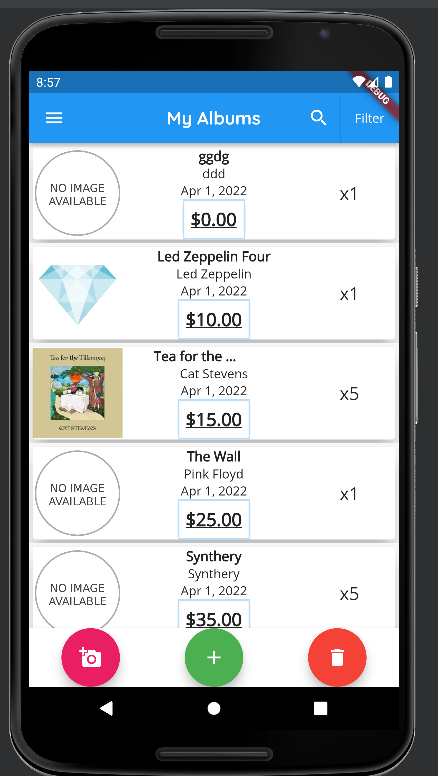 8:57
DEBUG
My Albums
Filter
NO IMAGE
AVAILABLE
ggdg
ddd
Apr 1, 2022
$0.00
x1
Led Zeppelin Four
Led Zeppelin
Apr 1, 2022
$10.00
x1
Tea for the Tillerman
CAT STEVENS
Tea for the ...
Cat Stevens
Apr 1, 2022
$15.00
x5
NO IMAGE
AVAILABLE
The Wall
Pink Floyd
Apr 1, 2022
$25.00
x1
NO IMAGE
AVAILABLE
Synthery
Synthery
Apr 1, 2022
$35.00
x5